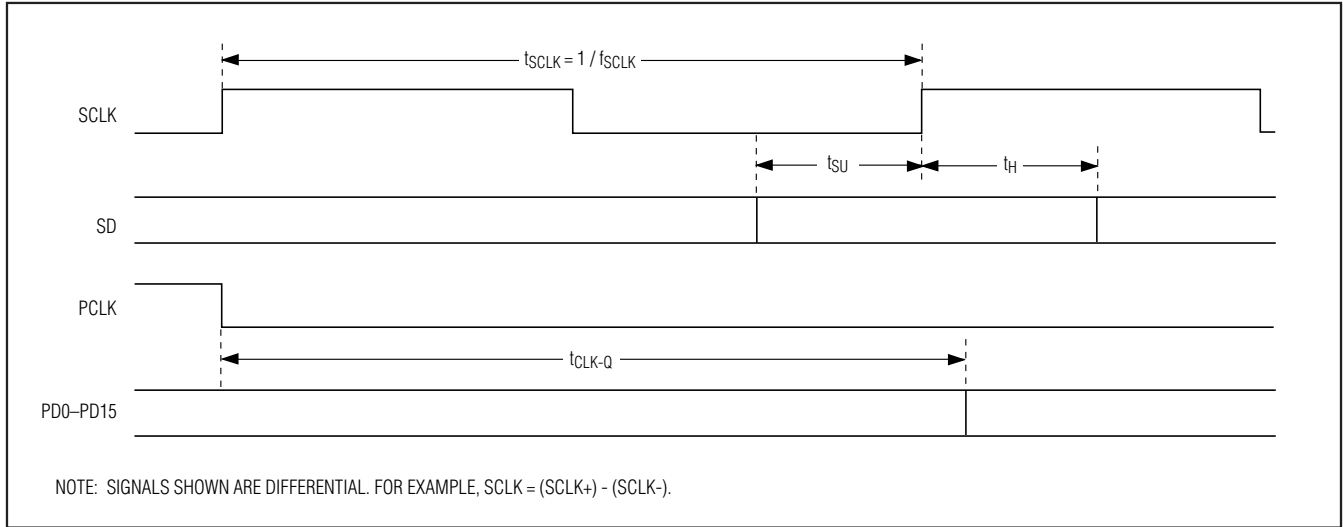 tSCLK = 1 / fSCLK
SCLK
tSU
tH
SD
PCLK
tCLK-Q
PD0–PD15
NOTE: SIGNALS SHOWN ARE DIFFERENTIAL. FOR EXAMPLE, SCLK = (SCLK+) - (SCLK-).